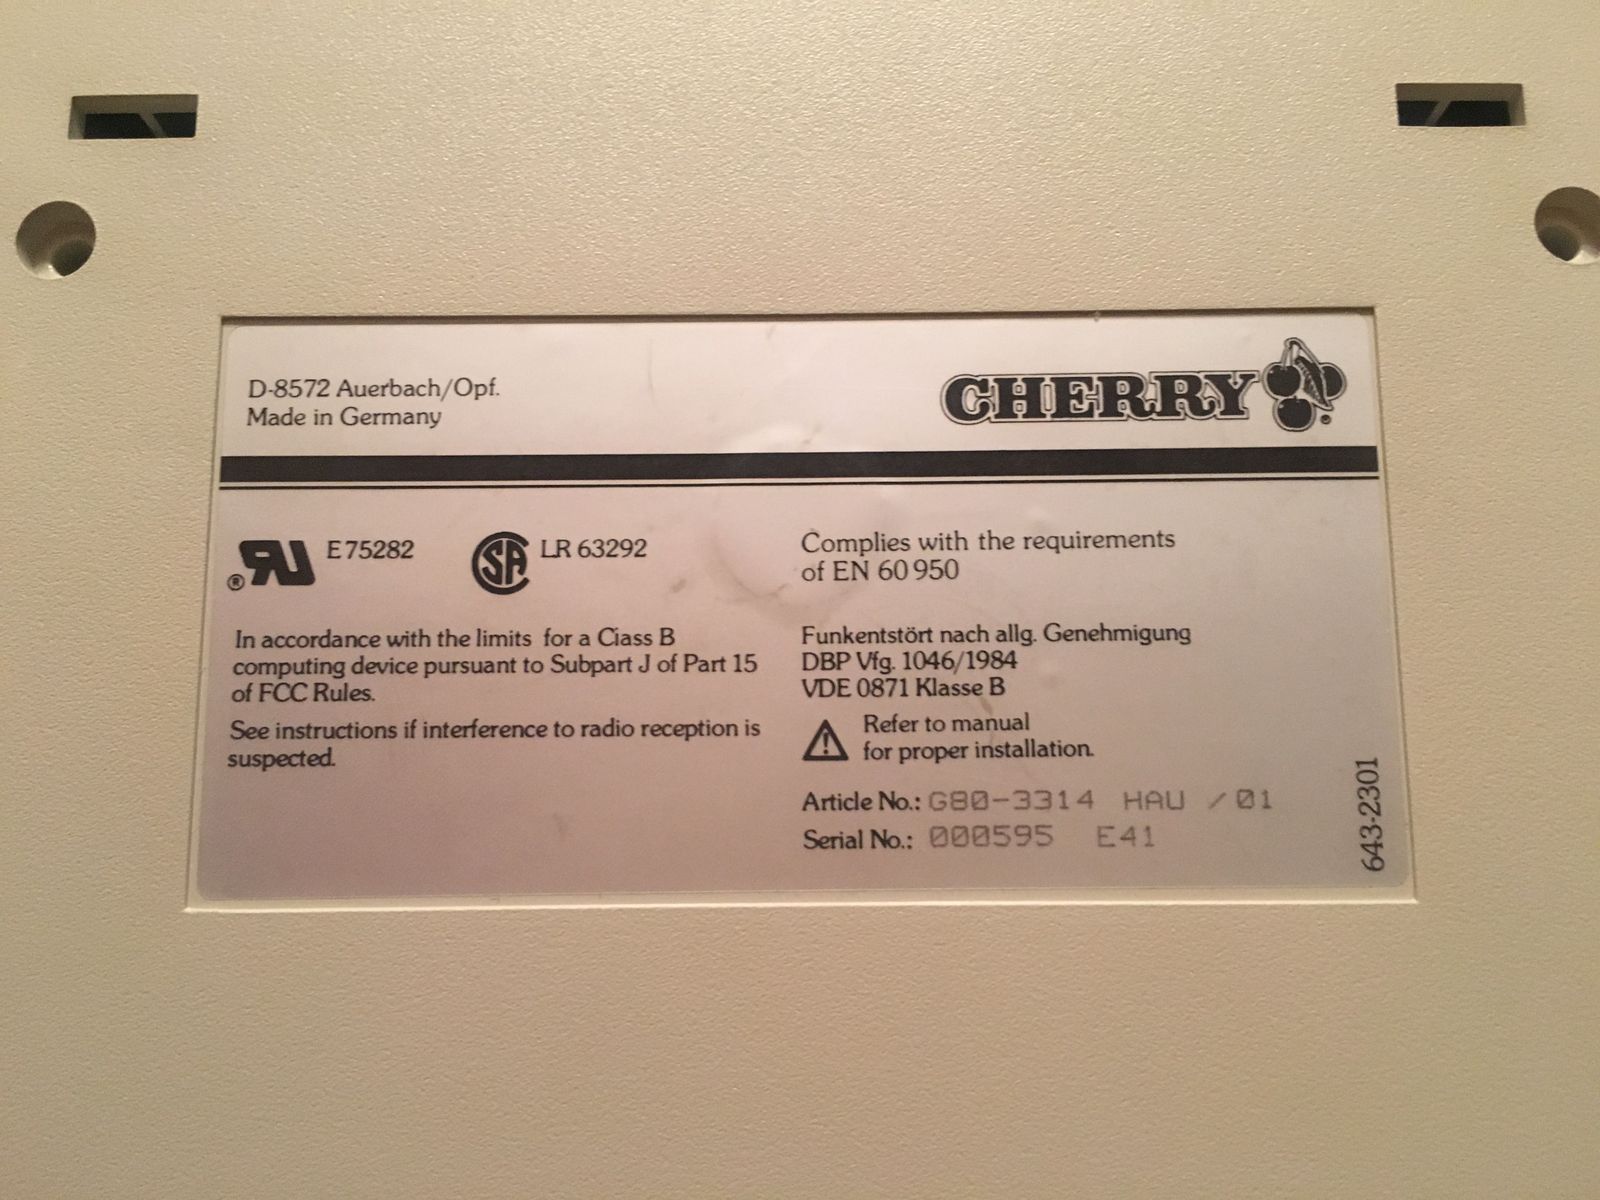 D-8572 Auerbach/Opf.
Made in Germany
CHERRY
®
E 75282
SA
LR 63292
®
In accordance with the limits for a Ciass B
computing device pursuant to Subpart J of Part 15
of FCC Rules.
See instructions if interference to radio reception is
suspected.
Complies with the requirements
of EN 60 950
Funkentstört nach allg. Genehmigung
DBP Vfg. 1046/1984
VDE 0871 Klasse B
Refer to manual
for proper installation.
Article No.: G80-3314 HAU /01
Serial No.: 000595 E41
643-2301